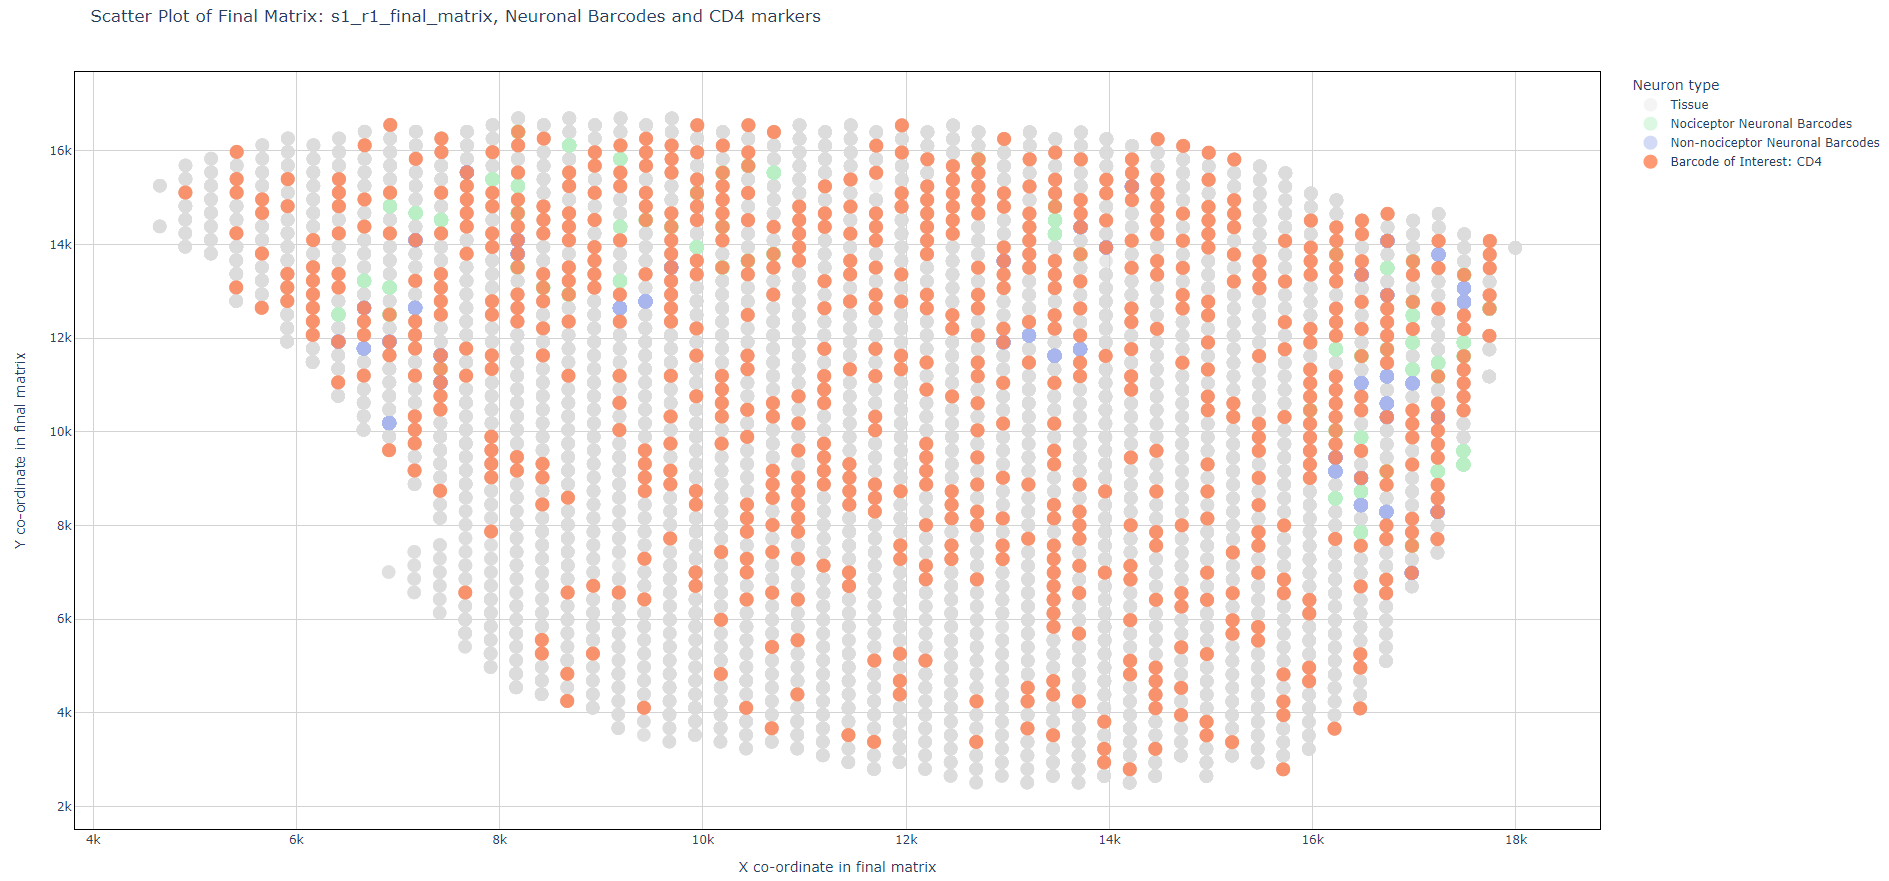 Scatter Plot of Final Matrix: s1_r1_final_matrix, Neuronal Barcodes and CD4 markers
Neuron type
Tissue
Nociceptor Neuronal Barcodes
Non-nociceptor Neuronal Barcodes
Barcode of Interest: CD4
Y co-ordinate in final matrix
16k
14k
12k
10k
8k
6k
4k
2k
4k
6k
8k
10k
12k
14k
16k
18k
X co-ordinate in final matrix